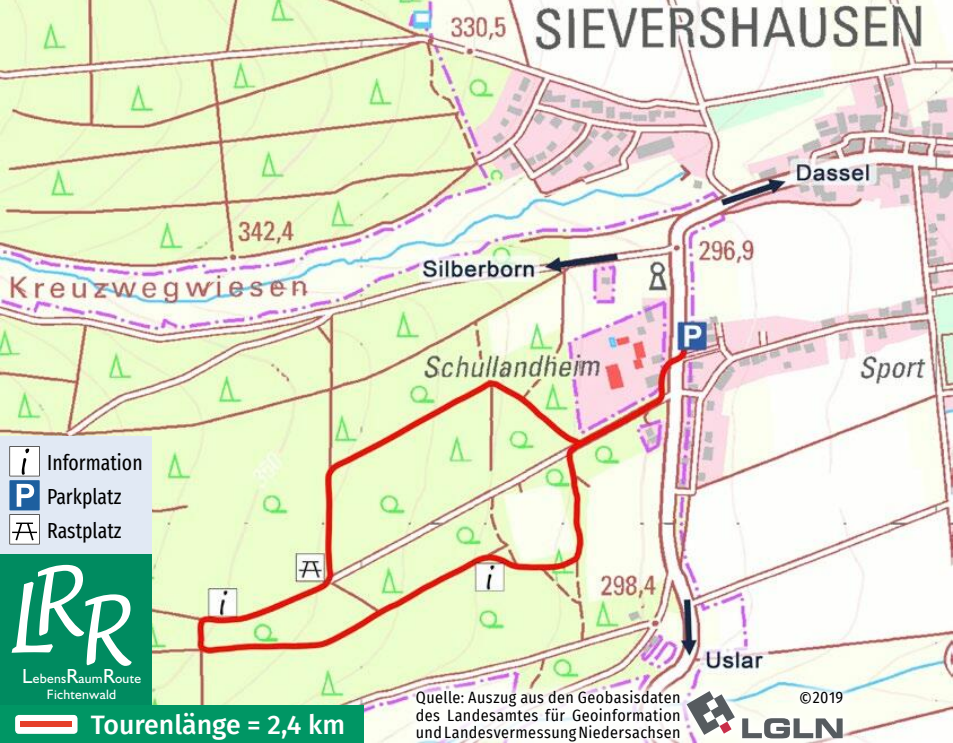 SIEVERSHAUSEN
330,5
Dassel
342,4
296,9
Silberborn
Kreuzwegwiesen
P
Schullandheim
Sport
i Information
P Parkplatz
Rastplatz
i
i
298,4
LRR
LebensRaumRoute
Fichtenwald
Uslar
Tourenlänge = 2,4 km
Quelle: Auszug aus den Geobasisdaten
des Landesamtes für Geoinformation
und Landesvermessung Niedersachsen
©2019
LGLN